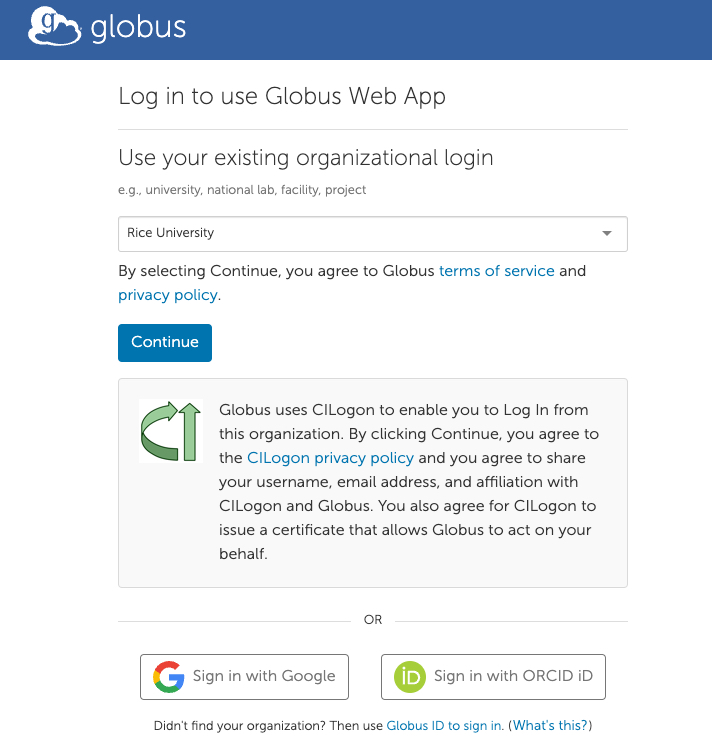 globus
Log in to use Globus Web App
Use your existing organizational login
e.g., university, national lab, facility, project
Rice University
By selecting Continue, you agree to Globus terms of service and
privacy policy.
Continue
Globus uses CILogon to enable you to Log In from
this organization. By clicking Continue, you agree to
the CILogon privacy policy and you agree to share
your username, email address, and affiliation with
CILogon and Globus. You also agree for CILogon to
issue a certificate that allows Globus to act on your
behalf.
OR
Sign in with Google
iD Sign in with ORCID iD
Didn't find your organization? Then use Globus ID to sign in. (What's this?)